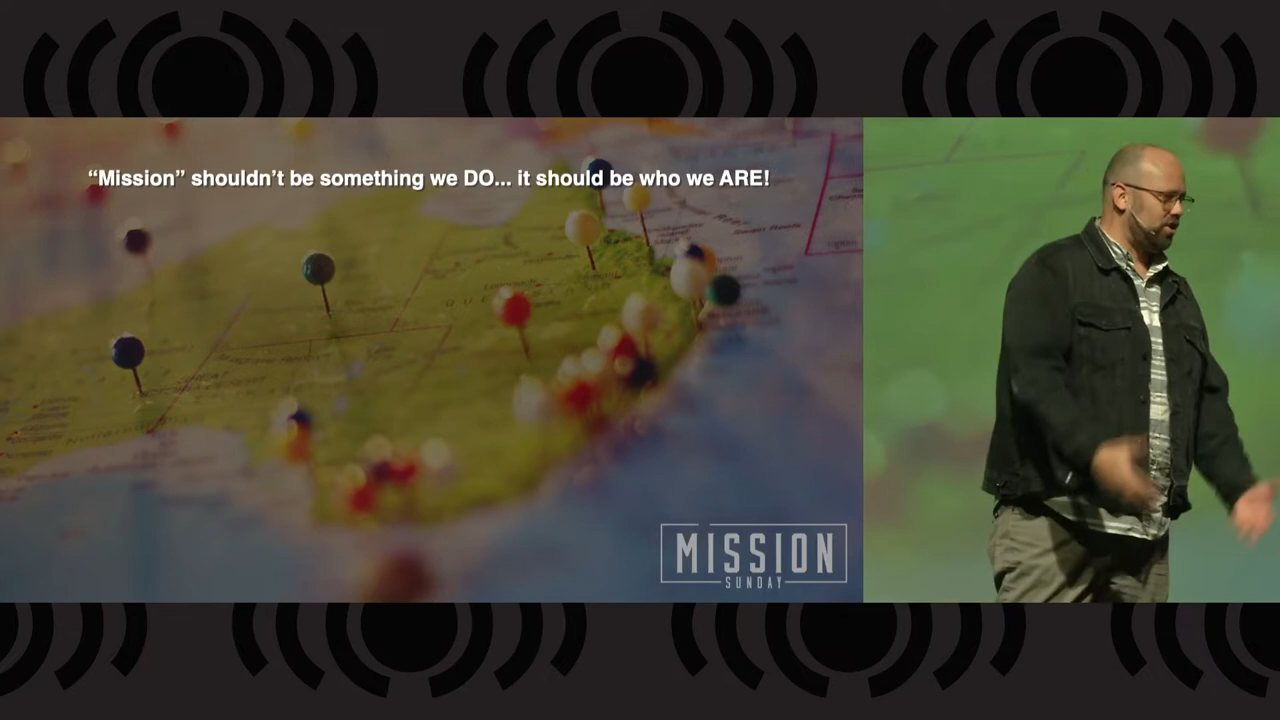 “Mission” shouldn’t be something we DO... it should be who we ARE!
MISSION
SUNDAY